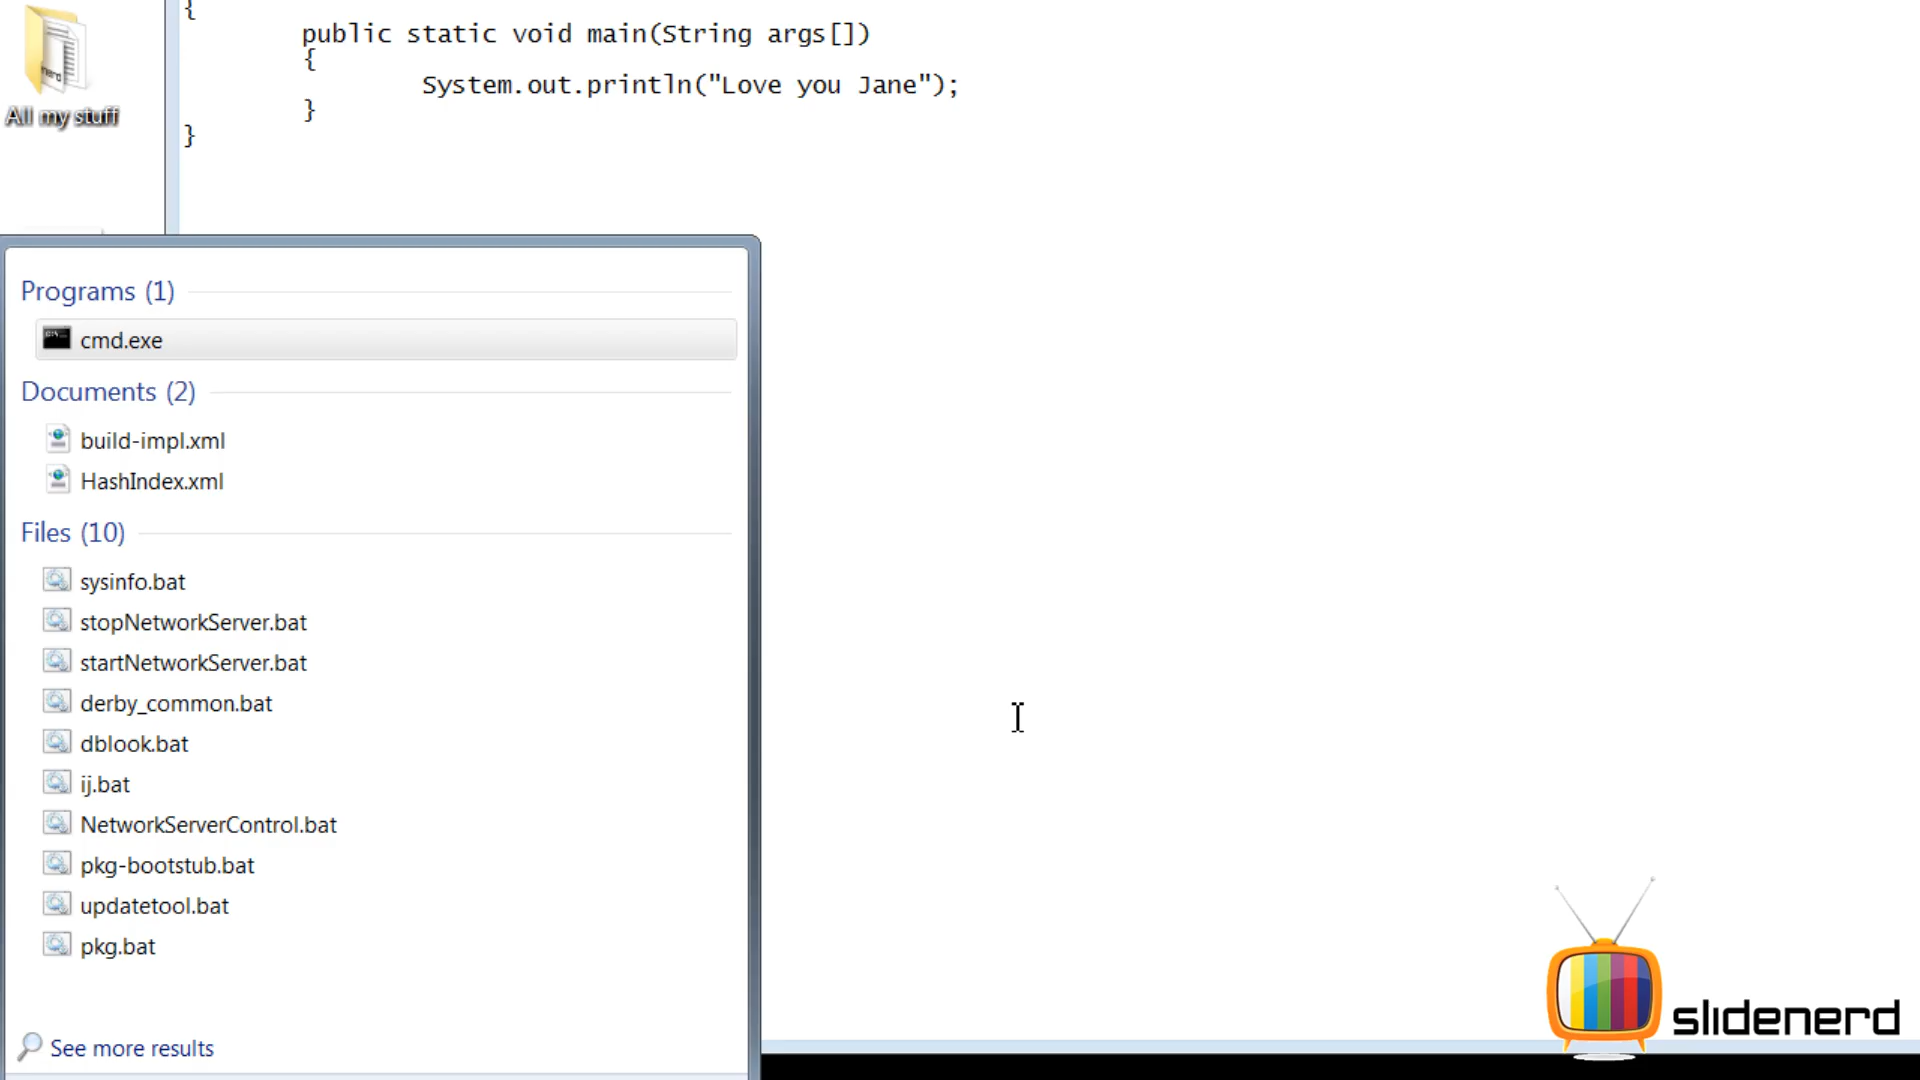 {
public static void main(String args[])
{
System.out.println("Love you Jane");
}
}
All my stuff
Programs (1)
cmd.exe
Documents (2)
build-impl.xml
HashIndex.xml
Files (10)
sysinfo.bat
stopNetworkServer.bat
startNetworkServer.bat
derby_common.bat
dblook.bat
ij.bat
NetworkServerControl.bat
pkg-bootstub.bat
updatetool.bat
pkg.bat
See more results
slidenerd